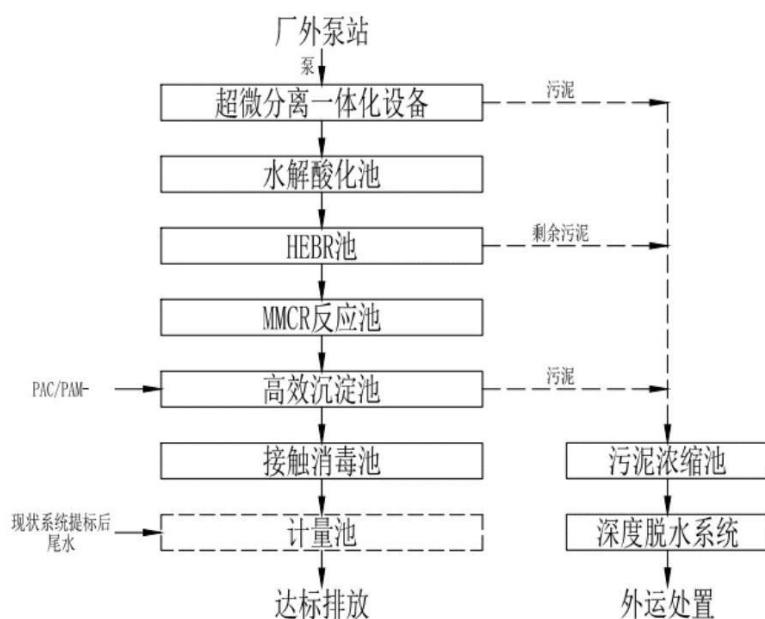 厂外泵站
泵
超微分离一体化设备
污泥
水解酸化池
HEBR池
剩余污泥
MMCR反应池
PAC/PAM-
高效沉淀池
污泥
接触消毒池
污泥浓缩池
现状系统提标后
尾水
计量池
深度脱水系统
达标排放
外运处置